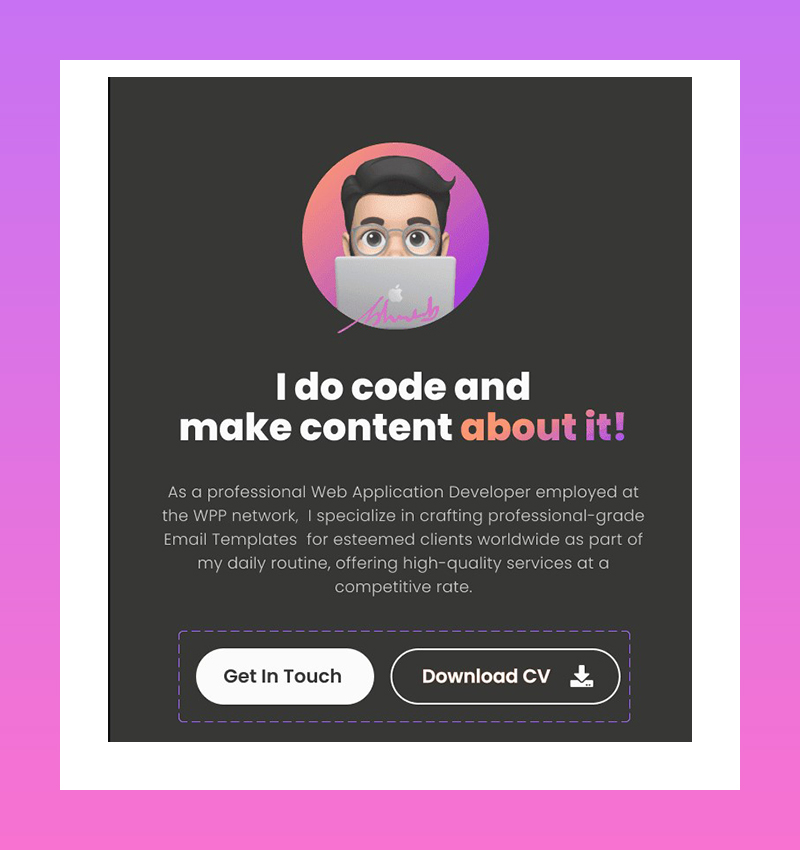 I do code and
make content about it!
As a professional Web Application Developer employed at
the WPP network,  I specialize in crafting professional-grade
Email Templates  for esteemed clients worldwide as part of
my daily routine, offering high-quality services at a
competitive rate.
Get In Touch
Download CV